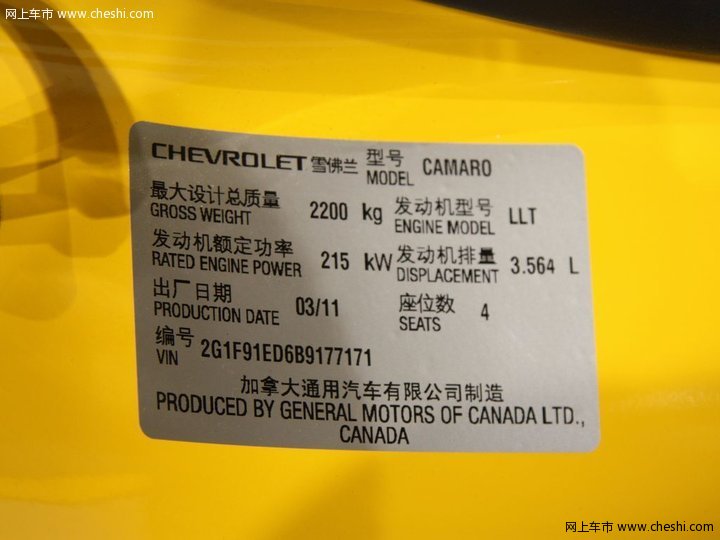 网上车市 www.cheshi.com
CHEVROLET 雪佛兰 型号 MODEL CAMARO
最大设计总质量 GROSS WEIGHT 2200 kg 发动机型号 ENGINE MODEL LLT
发动机额定功率 RATED ENGINE POWER 215 kW 发动机排量 DISPLACEMENT 3.564 L
出厂日期 PRODUCTION DATE 03/11 座位数 SEATS 4
编号 VIN 2G1F91ED6B9177171
加拿大通用汽车有限公司制造
PRODUCED BY GENERAL MOTORS OF CANADA LTD.,
CANADA
网上车市 www.cheshi.com